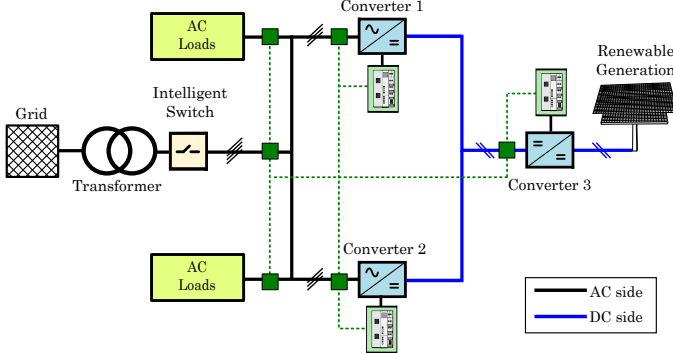 Converter 1
AC
Loads
Renewable
Generation
Intelligent
Switch
Grid
Transformer
Converter 3
Converter 2
AC
Loads
AC side
DC side